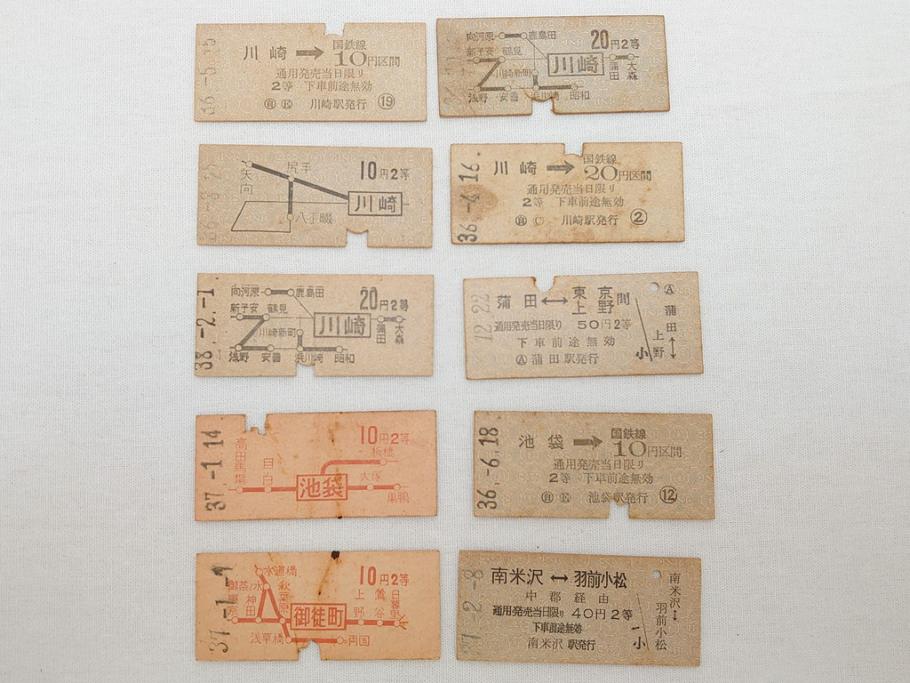 川崎 → 国鉄線 10円区間
通用発売当日限り
2等 下車前途無効
川崎駅発行 ⑲
向河原 鹿島田
20円2等
新子安 鶴見
川崎新町
川崎
蒲田 大森
浅野 安善 浜川崎 昭和
10円2等
矢向
尻手
川崎
八丁畷
36.-4.16.
川崎 → 国鉄線 20円区間
通用発売当日限り
2等 下車前途無効
川崎駅発行 ②
38.-2.-1.
向河原 鹿島田
20円2等
新子安 鶴見
川崎新町
川崎
蒲田 大森
浅野 安善 浜川崎 昭和
12.22
蒲田 ↔ 東京 上野 間
通用発売当日限り 50円2等
下車前途無効
Ⓐ 蒲田駅発行
Ⓐ 蒲田 ↔ 上野
小
37.-1.14
10円2等
高田馬場
目白
池袋
板橋
大塚
巣鴨
36.-6.18
池袋 → 国鉄線 10円区間
通用発売当日限り
2等 下車前途無効
池袋駅発行 ⑫
水道橋
10円2等
御茶ノ水
秋葉原
神田
御徒町
上野
鶯谷
日暮里
浅草橋
両国
南米沢 ↔ 羽前小松
中郡経由
通用発売当日限り 40円2等
下車前途無効
南米沢駅発行
南米沢 ↔ 羽前小松
小